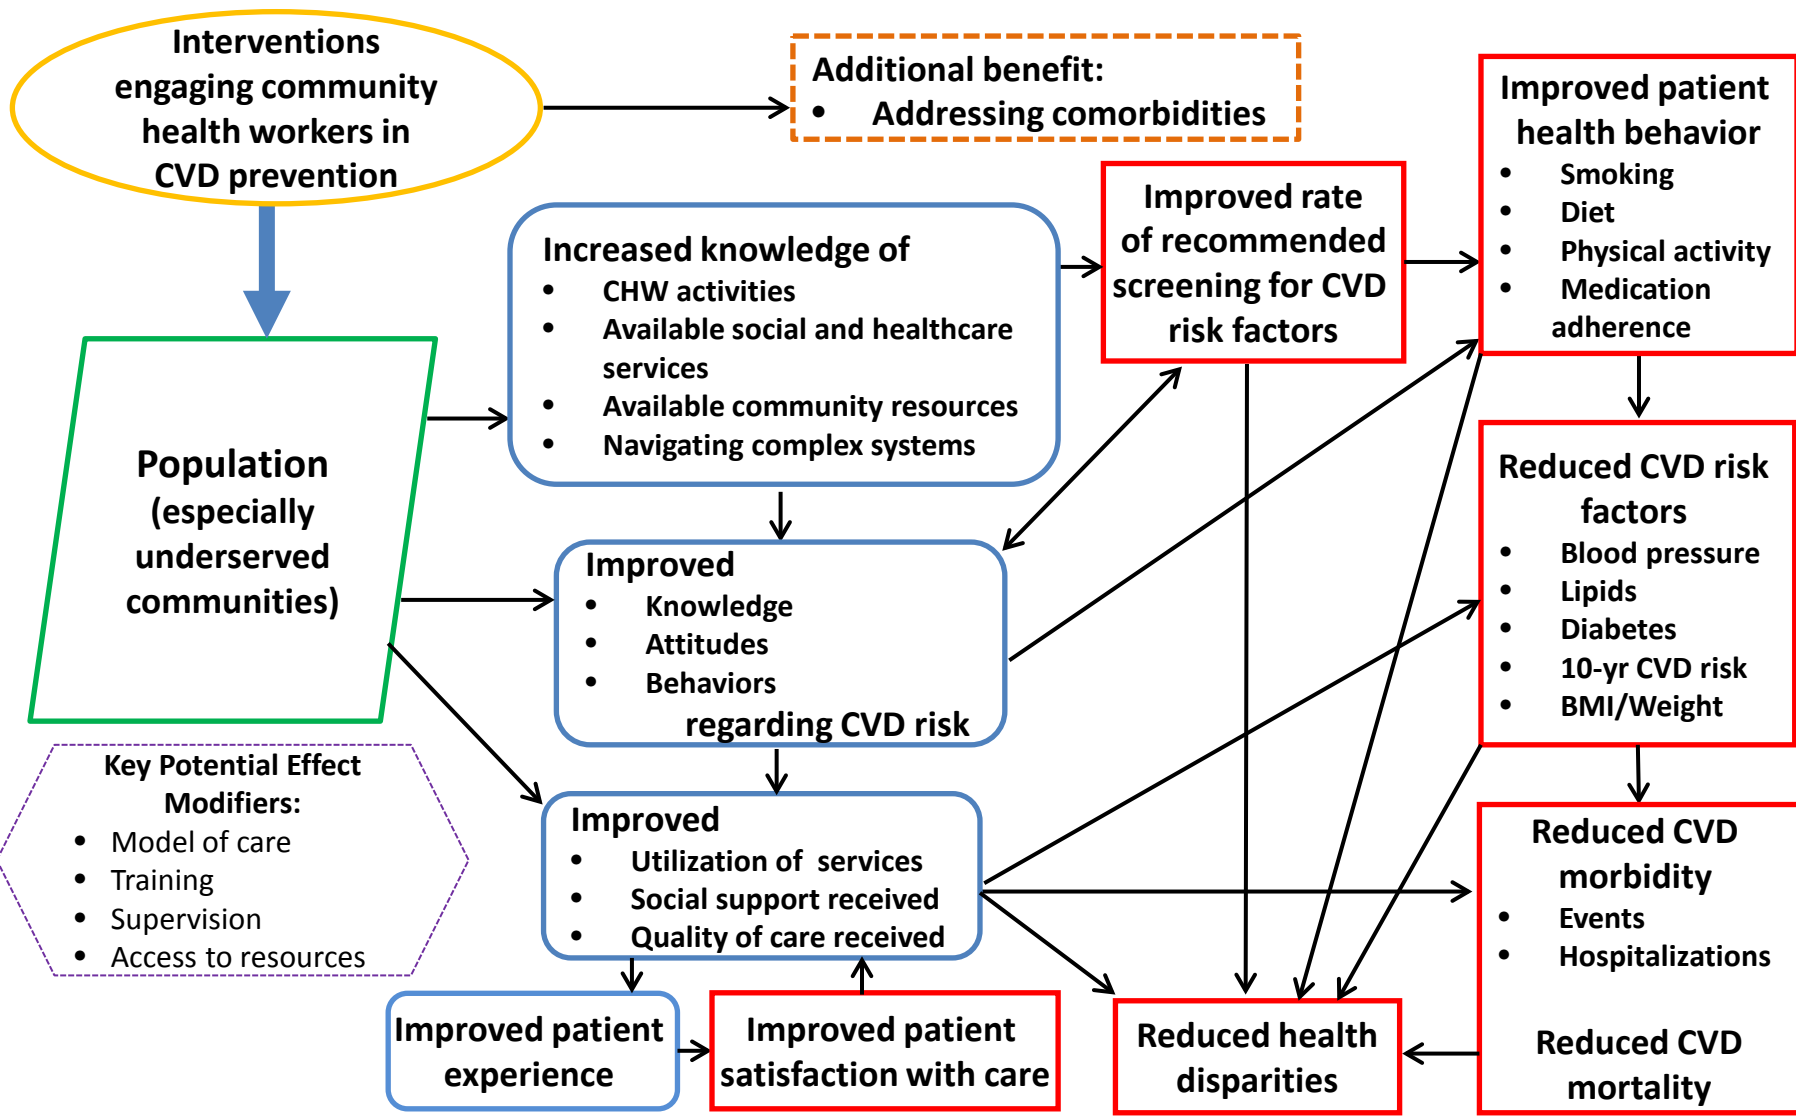 Interventions
engaging community
health workers in
CVD prevention
Additional benefit:
• Addressing comorbidities
Improved patient
health behavior
• Smoking
• Diet
• Physical activity
• Medication
adherence
Improved rate
of recommended
screening for CVD
risk factors
Increased knowledge of
• CHW activities
• Available social and healthcare
services
• Available community resources
• Navigating complex systems
Population
(especially
underserved
communities)
Improved
• Knowledge
• Attitudes
• Behaviors
regarding CVD risk
Reduced CVD risk
factors
• Blood pressure
• Lipids
• Diabetes
• 10-yr CVD risk
• BMI/Weight
Key Potential Effect
Modifiers:
• Model of care
• Training
• Supervision
• Access to resources
Improved
• Utilization of services
• Social support received
• Quality of care received
Reduced CVD
morbidity
• Events
• Hospitalizations
Reduced CVD
mortality
Improved patient
experience
Improved patient
satisfaction with care
Reduced health
disparities